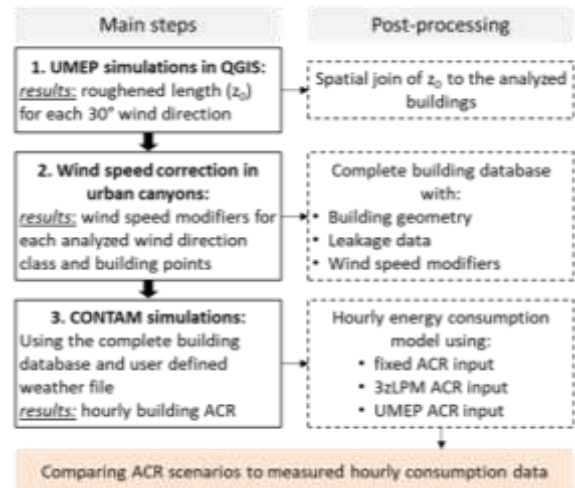 Main steps
Post-processing
1. UMEP simulations in QGIS:
results: roughened length (z₀)
for each 30° wind direction
Spatial join of z₀ to the analyzed
buildings
2. Wind speed correction in
urban canyons:
results: wind speed modifiers for
each analyzed wind direction
class and building points
Complete building database
with:
• Building geometry
• Leakage data
• Wind speed modifiers
3. CONTAM simulations:
Using the complete building
database and user defined
weather file
results: hourly building ACR
Hourly energy consumption
model using:
• fixed ACR input
• 3zLPM ACR input
• UMEP ACR input
Comparing ACR scenarios to measured hourly consumption data